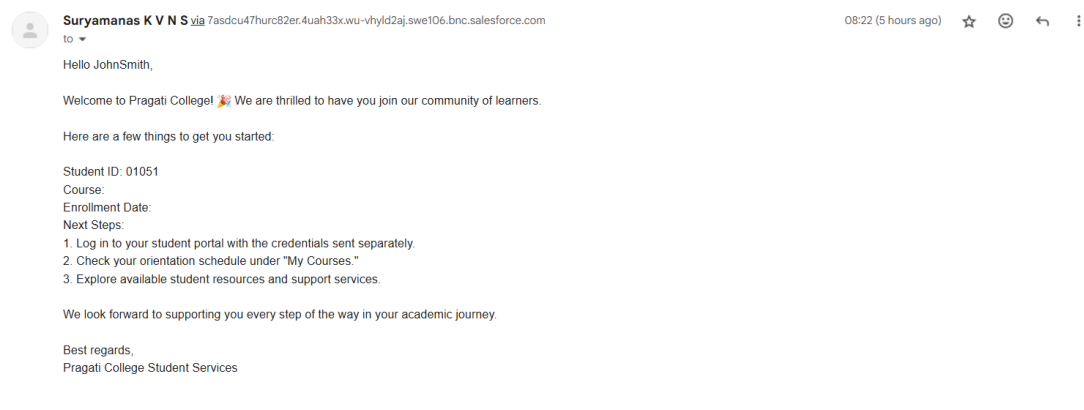 Suryamanas K V N S via 7asdcu47hurc82er.4uah33x.wu-vhyld2aj.swe106.bnc.salesforce.com 08:22 (5 hours ago)
to
Hello JohnSmith,
Welcome to Pragati College! 🎉 We are thrilled to have you join our community of learners.
Here are a few things to get you started:
Student ID: 01051
Course:
Enrollment Date:
Next Steps:
1. Log in to your student portal with the credentials sent separately.
2. Check your orientation schedule under "My Courses."
3. Explore available student resources and support services.
We look forward to supporting you every step of the way in your academic journey.
Best regards,
Pragati College Student Services